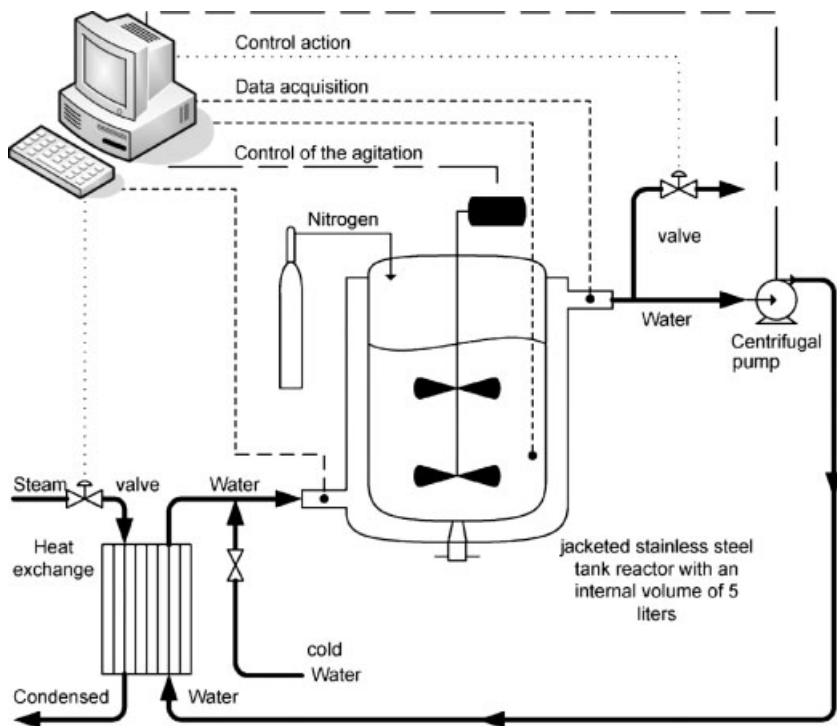 Control action
Data acquisition
Control of the agitation
Nitrogen
valve
Water
Centrifugal
pump
Steam
valve
Water
Heat
exchange
jacketed stainless steel
tank reactor with an
internal volume of 5
liters
cold
Water
Condensed
Water